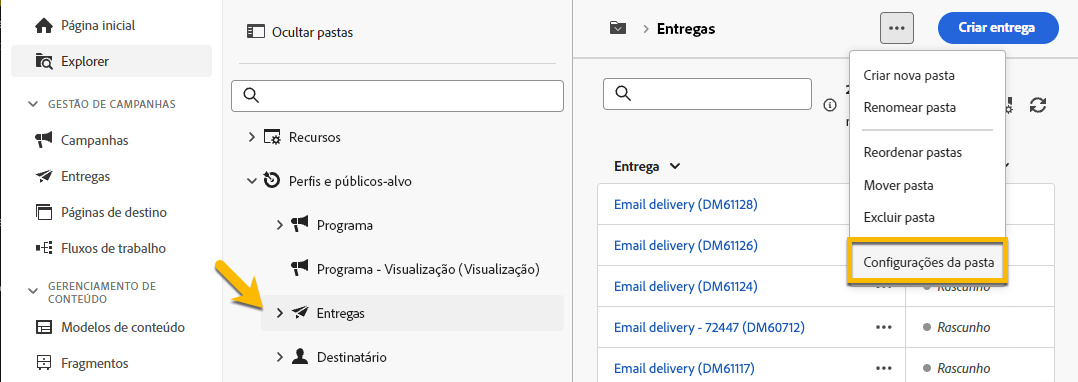 Página inicial
Explorer
GESTÃO DE CAMPANHAS
Campanhas
Entregas
Páginas de destino
Fluxos de trabalho
GERENCIAMENTO DE
CONTEÚDO
Modelos de conteúdo
Fragmentos
Ocultar pastas
Recursos
Perfis e públicos-alvo
Programa
Programa - Visualização (Visualização)
Entregas
Destinatário
Entregas
Criar entrega
Criar nova pasta
Renomear pasta
Reordenar pastas
Mover pasta
Excluir pasta
Configurações da pasta
Entrega
Email delivery (DM61128)
Email delivery (DM61126)
Email delivery (DM61124)
Rascunho
Email delivery - 72447 (DM60712)
Rascunho
Email delivery (DM61117)
Rascunho